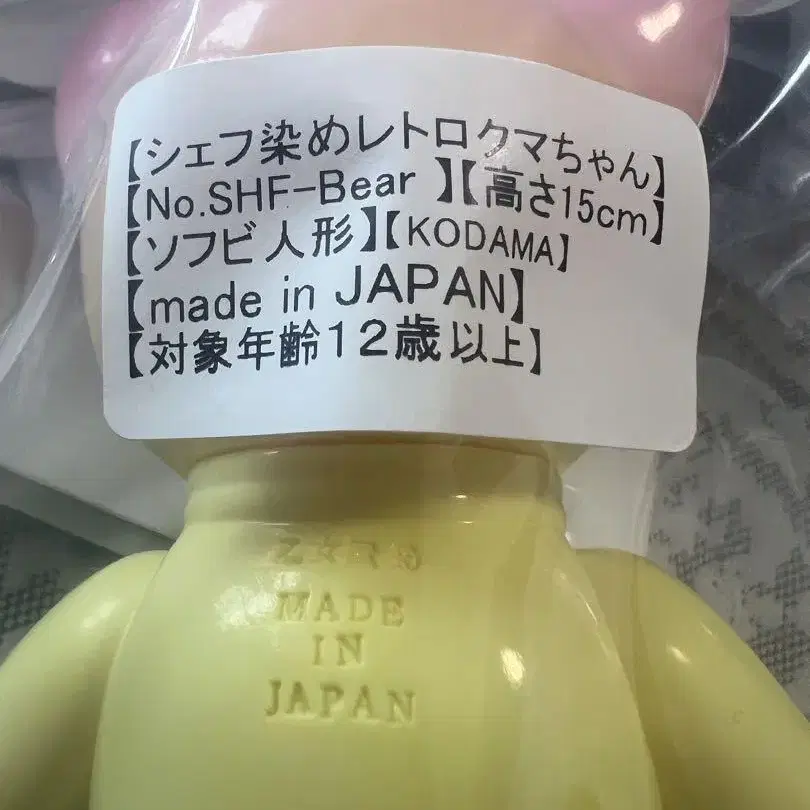 【シェフ染めレトロクマちゃん】
【No.SHF-Bear 】【高さ15cm】
【ソフビ人形】【KODAMA】
【made in JAPAN】
【対象年齢12歳以上】
MADE
IN
JAPAN